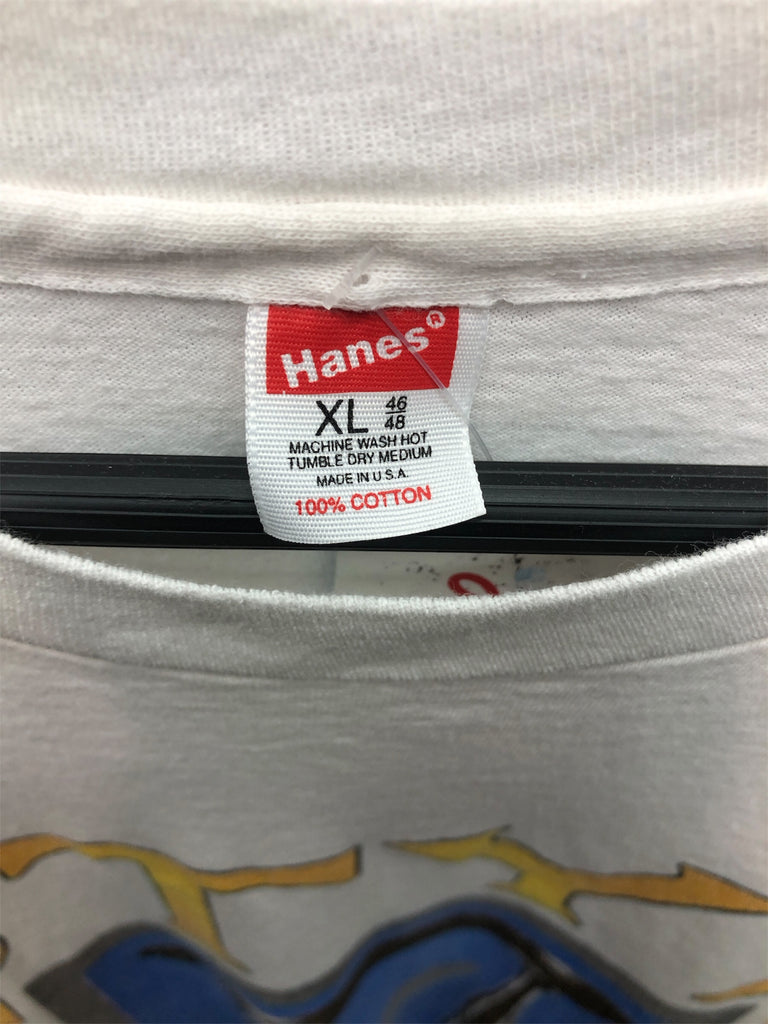 Hanes®
XL 46/48
MACHINE WASH HOT
TUMBLE DRY MEDIUM
MADE IN U.S.A.
100% COTTON